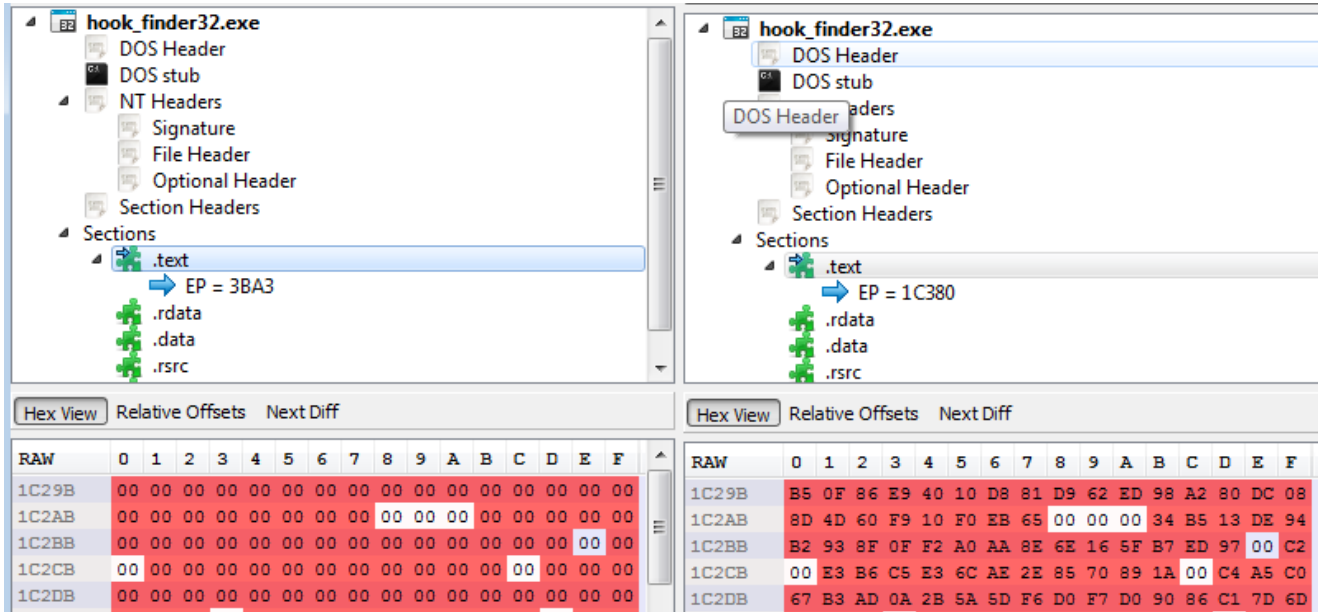 hook_finder32.exe
DOS Header
DOS stub
NT Headers
Signature
File Header
Optional Header
Section Headers
Sections
.text
EP = 3BA3
.rdata
.data
.rsrc
Hex View Relative Offsets Next Diff
RAW 0 1 2 3 4 5 6 7 8 9 A B C D E F
1C29B 00 00 00 00 00 00 00 00 00 00 00 00 00 00 00 00
1C2AB 00 00 00 00 00 00 00 00 00 00 00 00 00 00 00 00
1C2BB 00 00 00 00 00 00 00 00 00 00 00 00 00 00 00 00
1C2CB 00 00 00 00 00 00 00 00 00 00 00 00 00 00 00 00
1C2DB 00 00 00 00 00 00 00 00 00 00 00 00 00 00 00 00
hook_finder32.exe
DOS Header
DOS stub
DOS Header
aders
Signature
File Header
Optional Header
Section Headers
Sections
.text
EP = 1C380
.rdata
.data
.rsrc
Hex View Relative Offsets Next Diff
RAW 0 1 2 3 4 5 6 7 8 9 A B C D E F
1C29B B5 0F 86 E9 40 10 D8 81 D9 62 ED 98 A2 80 DC 08
1C2AB 8D 4D 60 F9 10 F0 EB 65 00 00 00 34 B5 13 DE 94
1C2BB B2 93 8F 0F F2 A0 AA 8E 6E 16 5F B7 ED 97 00 C2
1C2CB 00 E3 B6 C5 E3 6C AE 2E 85 70 89 1A 00 C4 A5 C0
1C2DB 67 B3 AD 0A 2B 5A 5D F6 D0 F7 D0 90 86 C1 7D 6D